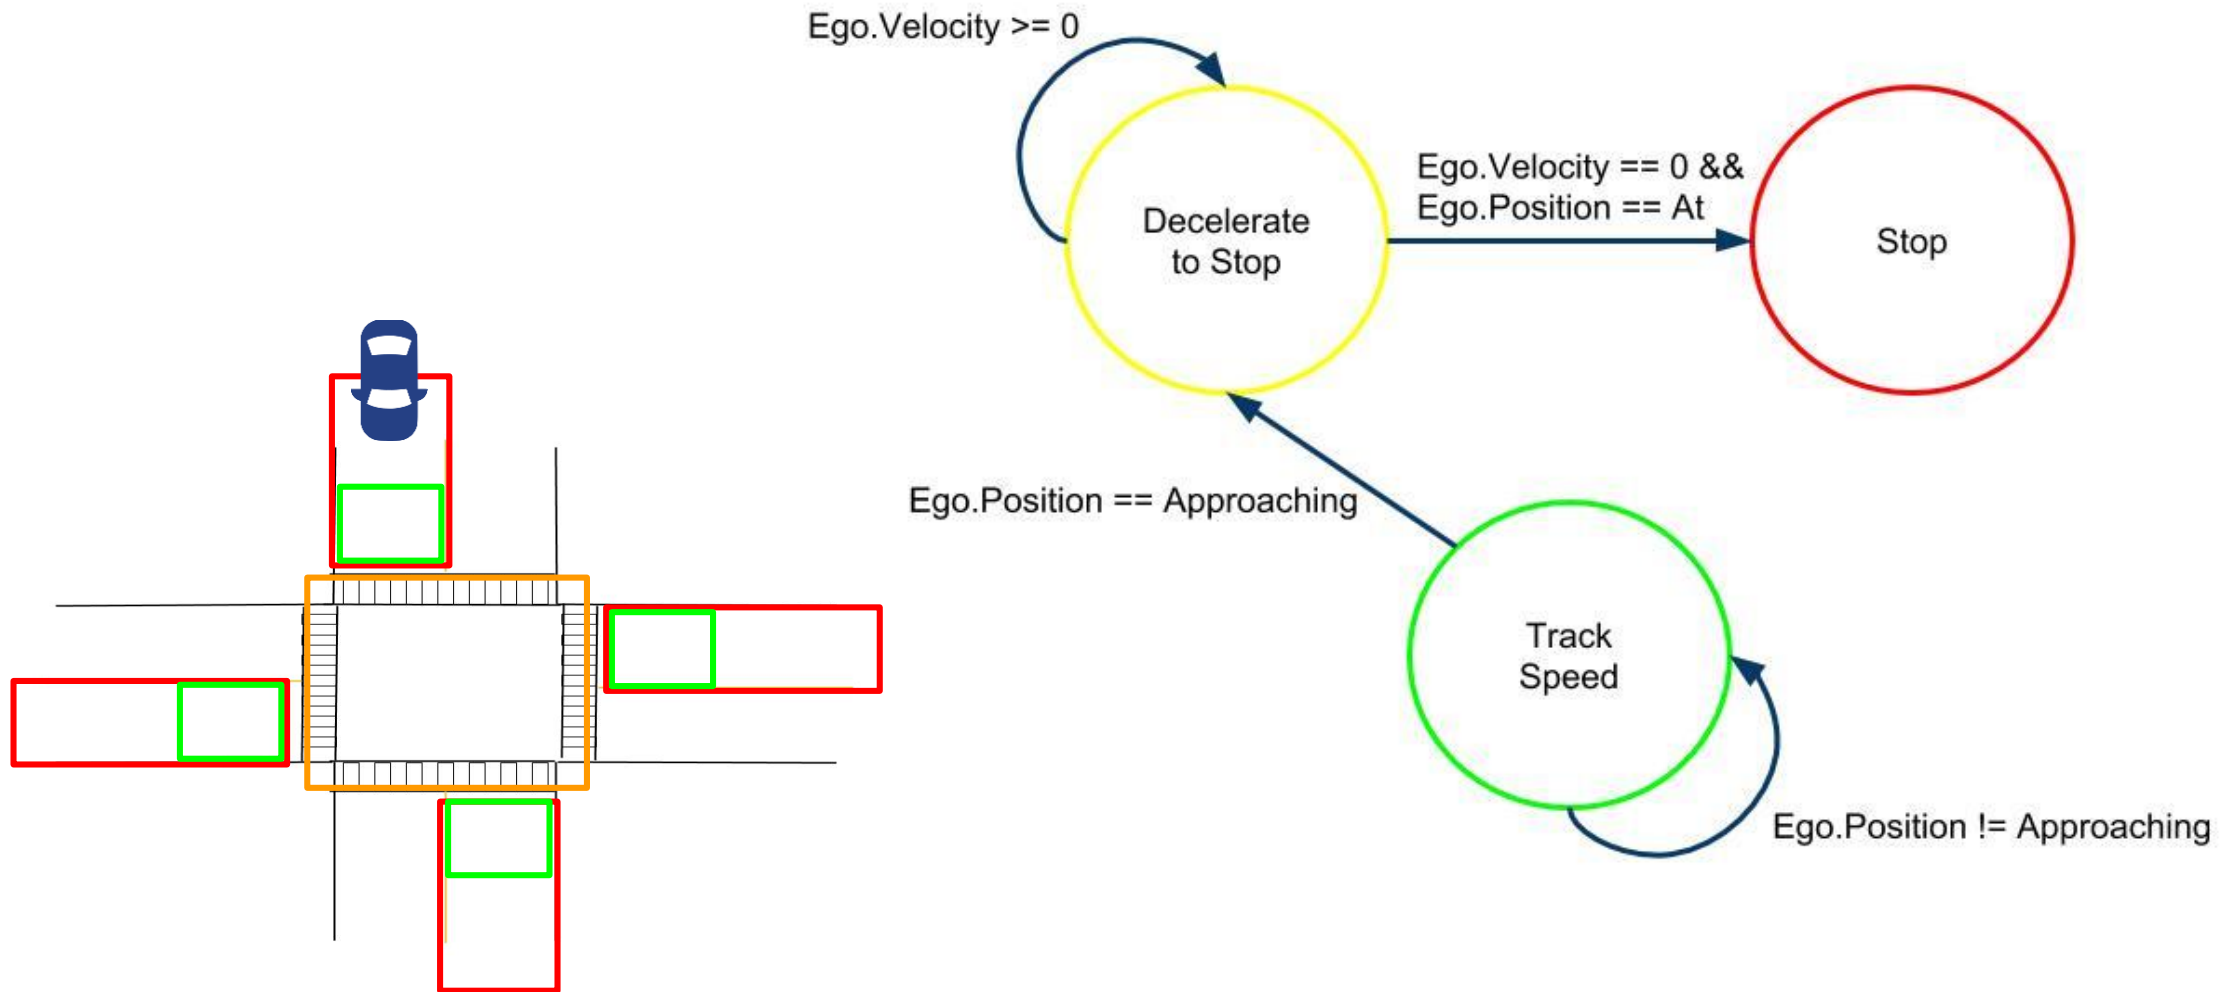 Ego.Velocity >= 0
Ego.Velocity == 0 &&
Ego.Position == At
Decelerate
to Stop
Stop
Ego.Position == Approaching
Track
Speed
Ego.Position != Approaching